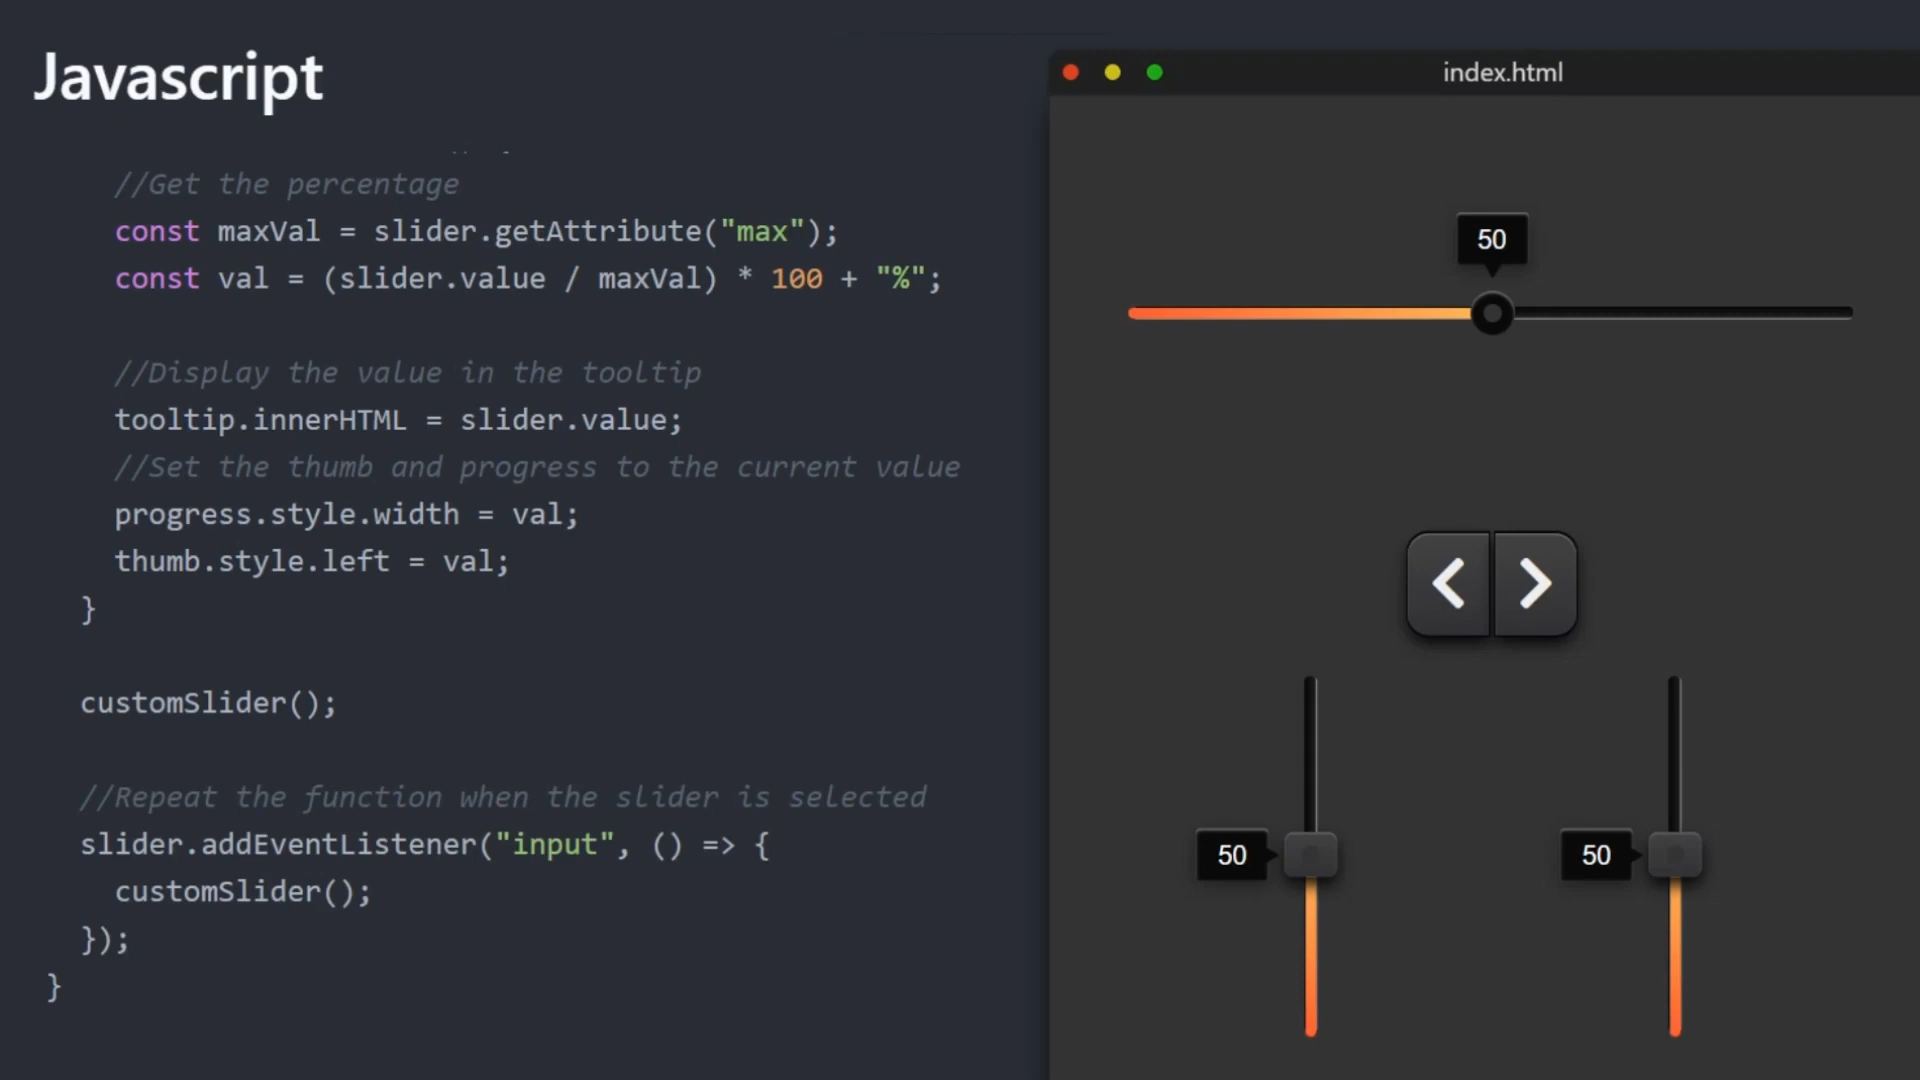 Javascript
//Get the percentage
const maxVal = slider.getAttribute("max");
const val = (slider.value / maxVal) * 100 + "%";
//Display the value in the tooltip
tooltip.innerHTML = slider.value;
//Set the thumb and progress to the current value
progress.style.width = val;
thumb.style.left = val;
}
customSlider();
//Repeat the function when the slider is selected
slider.addEventListener("input", () => {
customSlider();
});
}
index.html
50
50
50